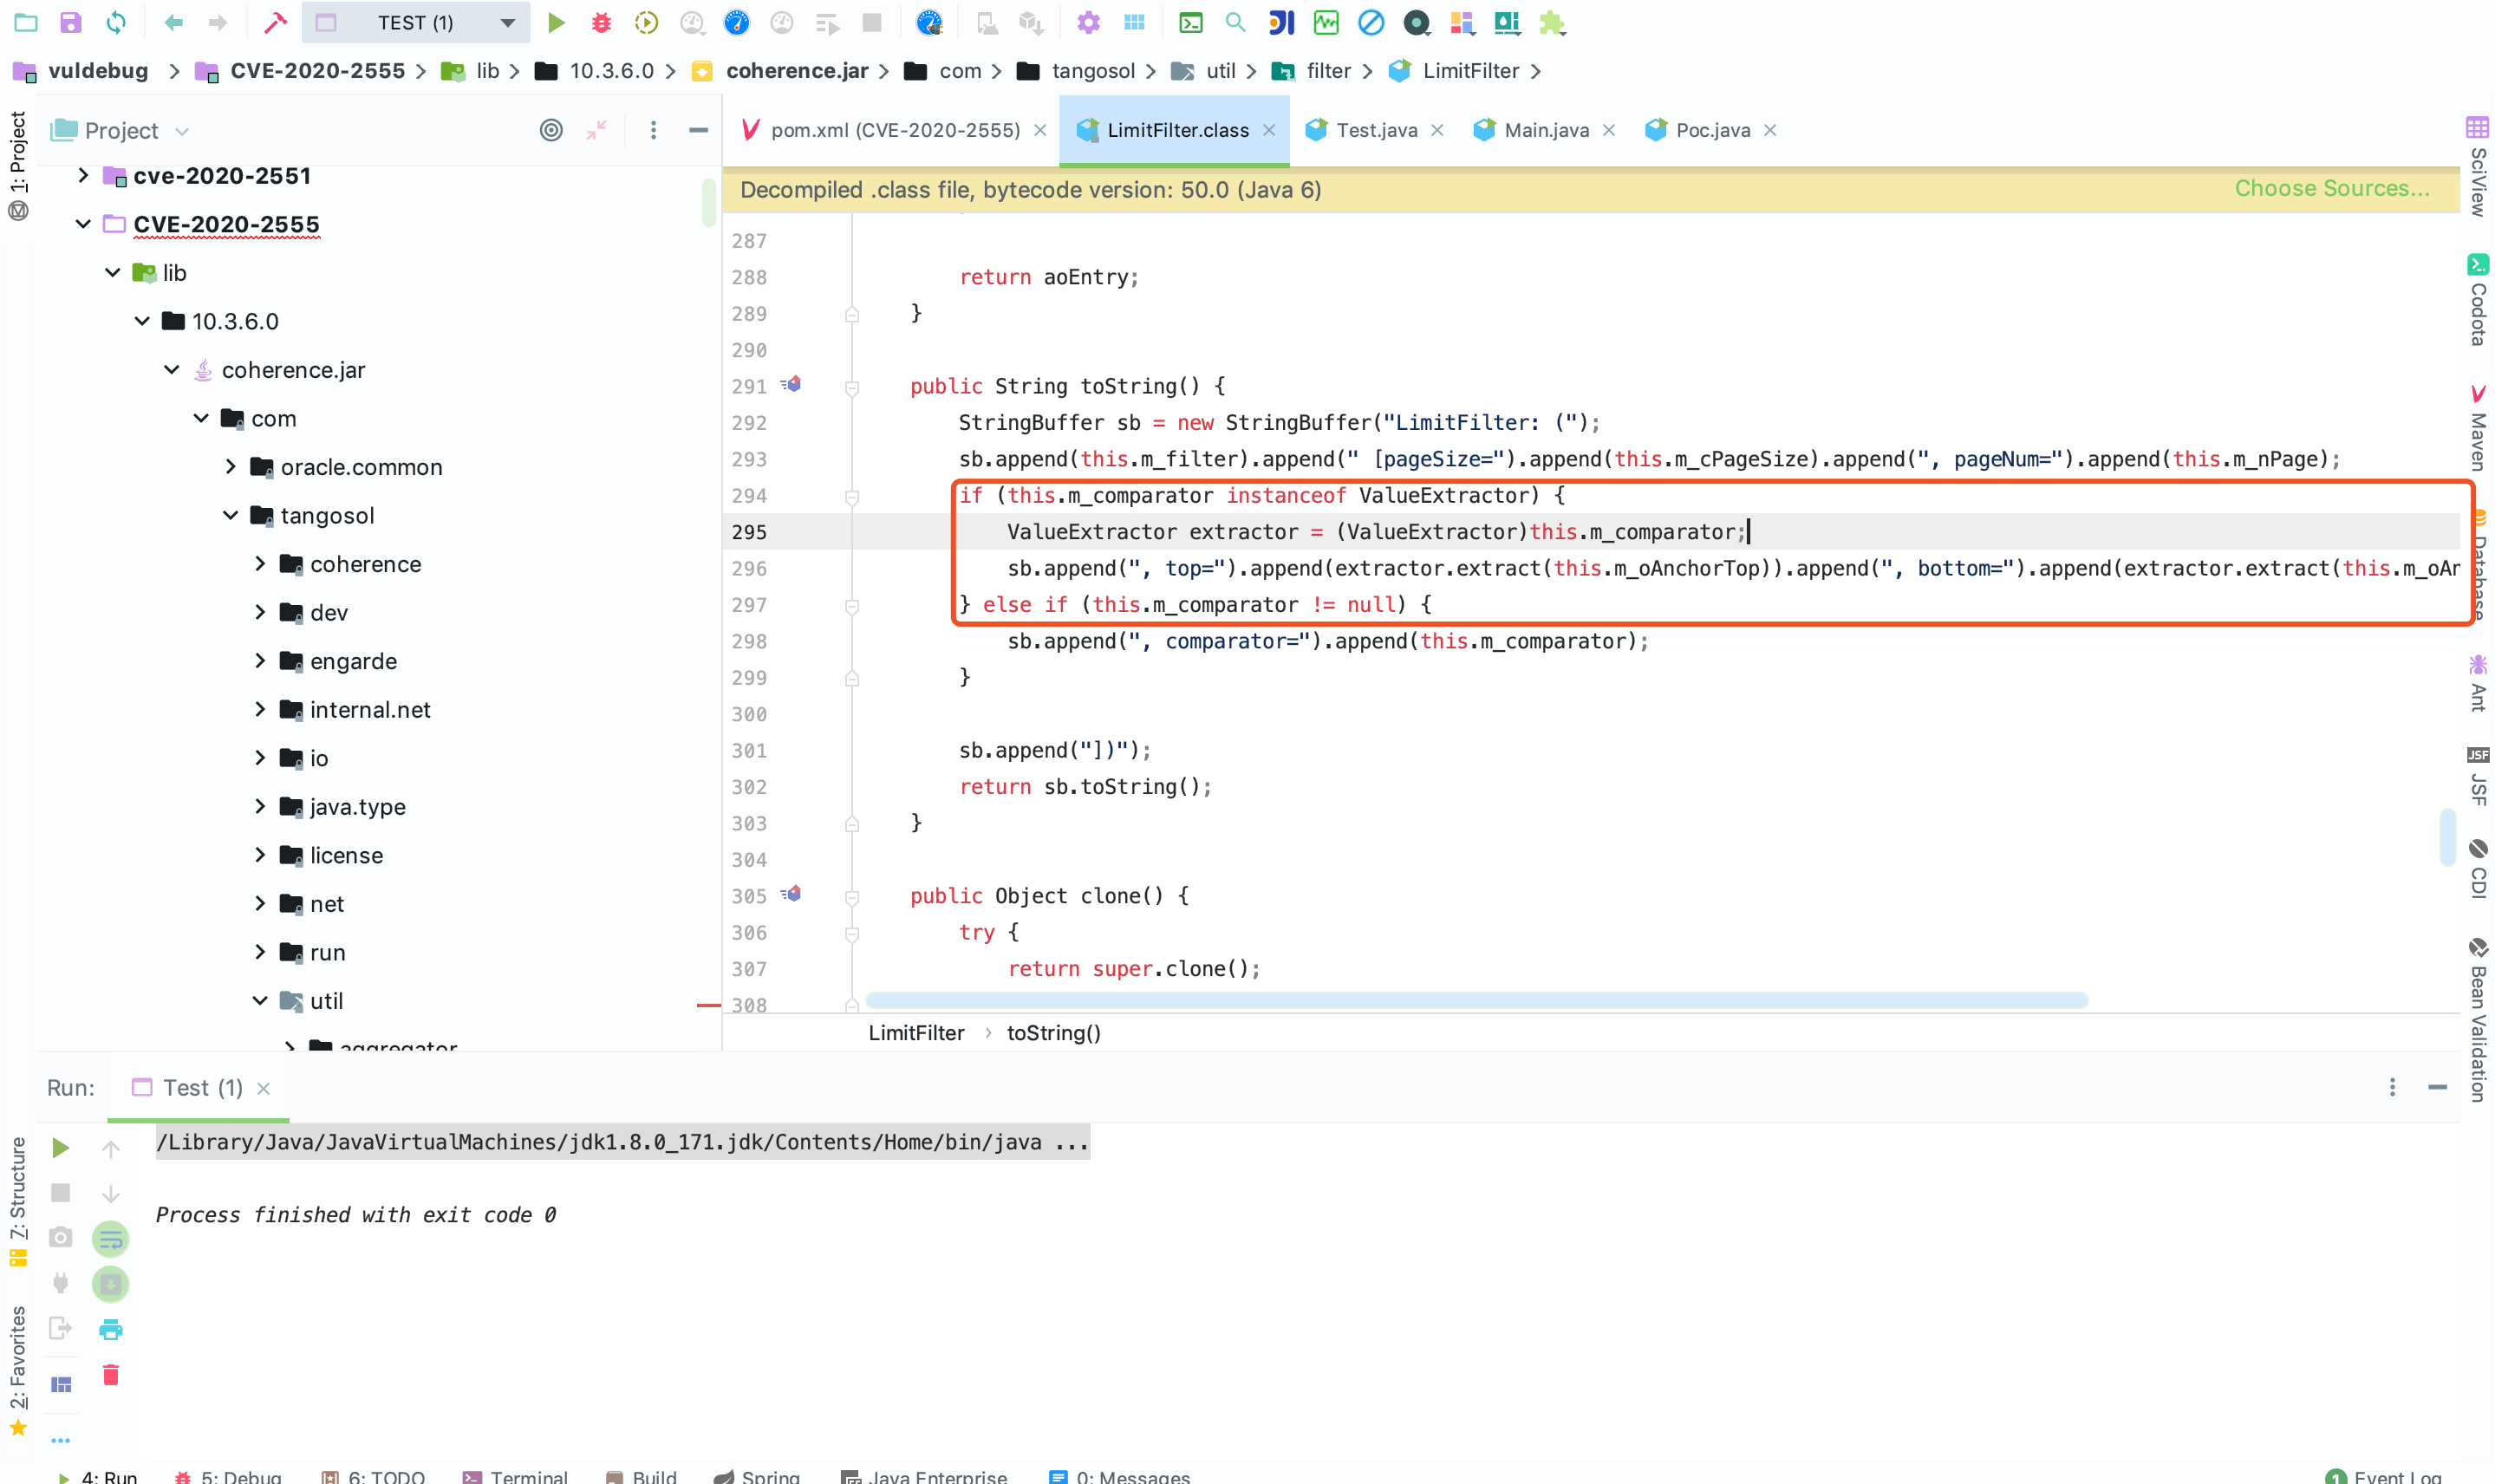 TEST (1)
vuldebug > CVE-2020-2555 > lib > 10.3.6.0 > coherence.jar > com > tangosol > util > filter > LimitFilter >
1: Project
Project
cve-2020-2551
CVE-2020-2555
lib
10.3.6.0
coherence.jar
com
oracle.common
tangosol
coherence
dev
engarde
internal.net
io
java.type
license
net
run
util
aggregator
pom.xml (CVE-2020-2555)
LimitFilter.class
Test.java
Main.java
Poc.java
Decompiled .class file, bytecode version: 50.0 (Java 6)
Choose Sources...
287
288 return aoEntry;
289 }
290
291 public String toString() {
292 StringBuffer sb = new StringBuffer("LimitFilter: (");
293 sb.append(this.m_filter).append(" [pageSize=").append(this.m_cPageSize).append(", pageNum=").append(this.m_nPage);
294 if (this.m_comparator instanceof ValueExtractor) {
295 ValueExtractor extractor = (ValueExtractor)this.m_comparator;
296 sb.append(", top=").append(extractor.extract(this.m_oAnchorTop)).append(", bottom=").append(extractor.extract(this.m_oAn
297 } else if (this.m_comparator != null) {
298 sb.append(", comparator=").append(this.m_comparator);
299 }
300
301 sb.append("])");
302 return sb.toString();
303 }
304
305 public Object clone() {
306 try {
307 return super.clone();
308
LimitFilter > toString()
SciView
Codota
Maven
Database
Ant
JSF
JSF
CDI
Bean Validation
Run:
Test (1)
/Library/Java/JavaVirtualMachines/jdk1.8.0_171.jdk/Contents/Home/bin/java ...
Process finished with exit code 0
7: Structure
2: Favorites
4: Run
5: Debug
6: TODO
Terminal
Build
Spring
Java Enterprise
0: Messages
1 Event Log